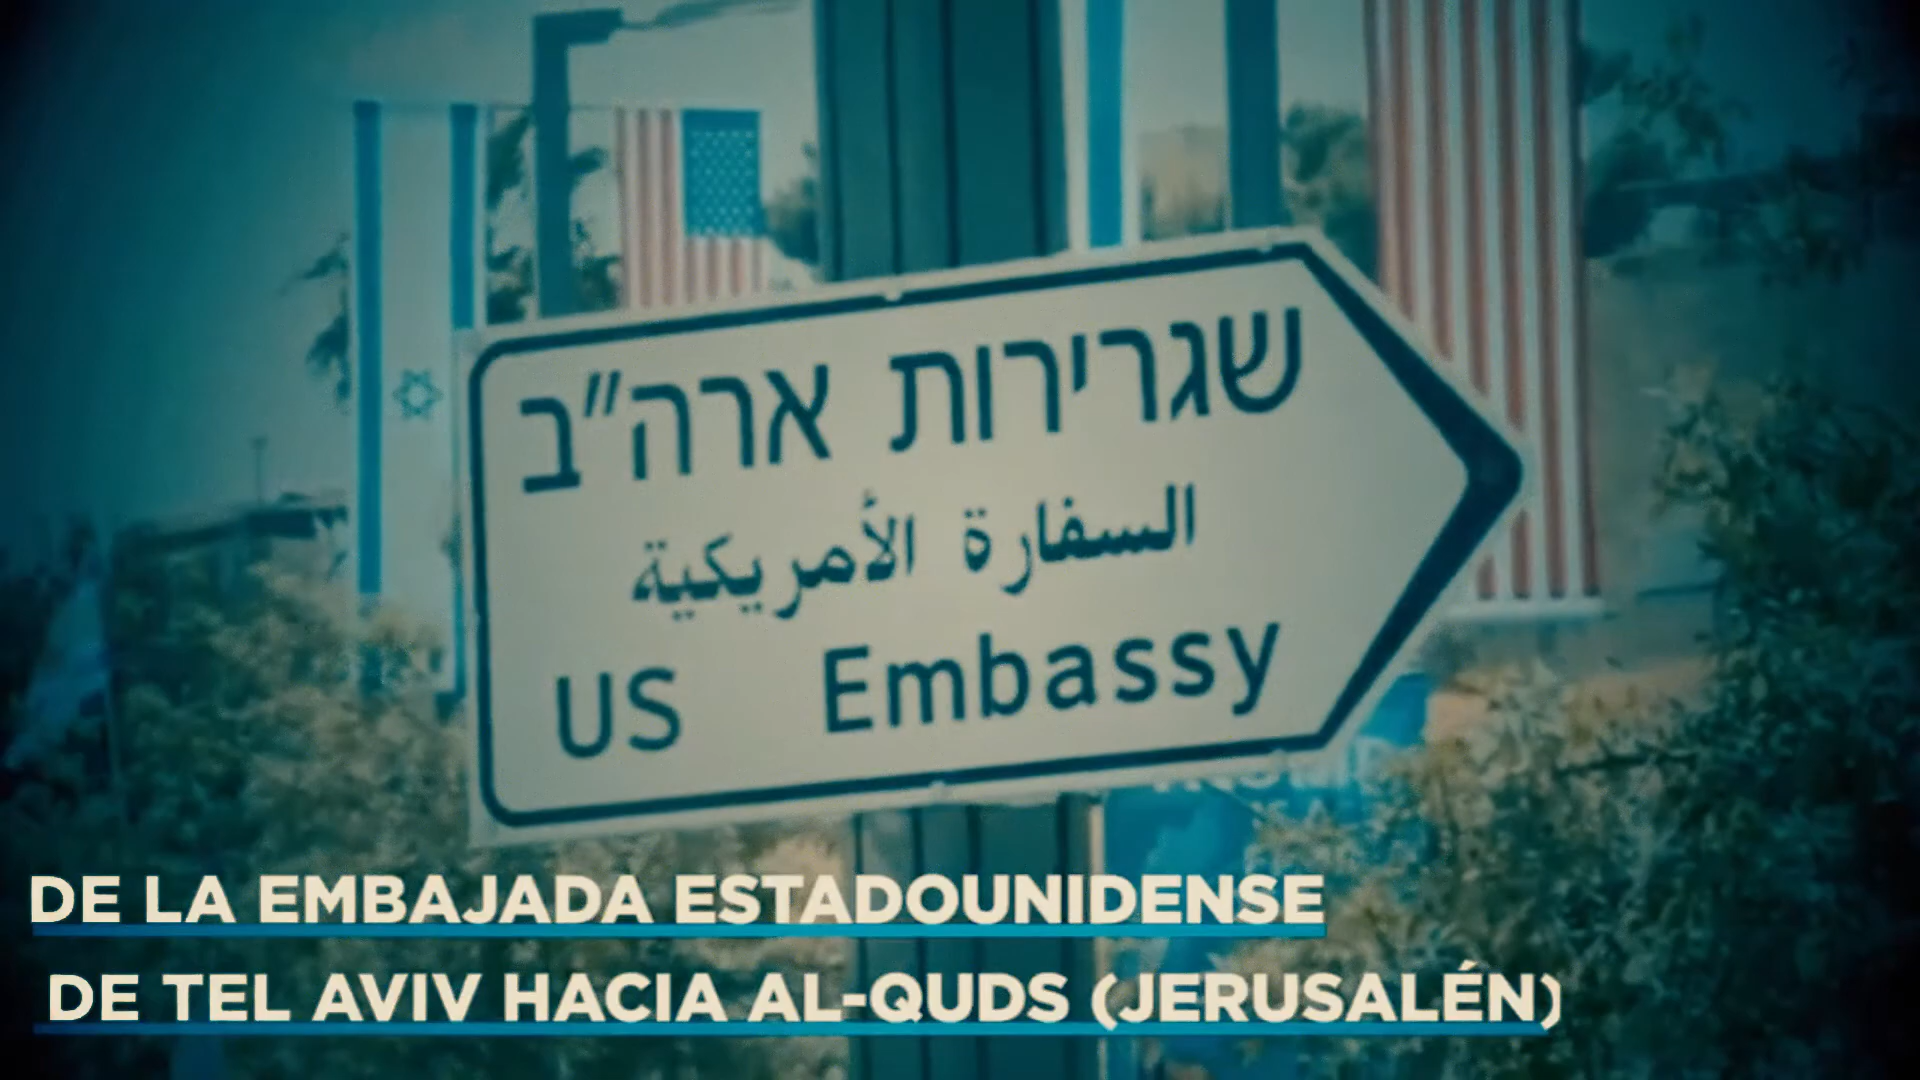 שגרירות ארה"ב
السفارة الأمريكية
US Embassy
DE LA EMBAJADA ESTADOUNIDENSE
DE TEL AVIV HACIA AL-QUDS (JERUSALÉN)